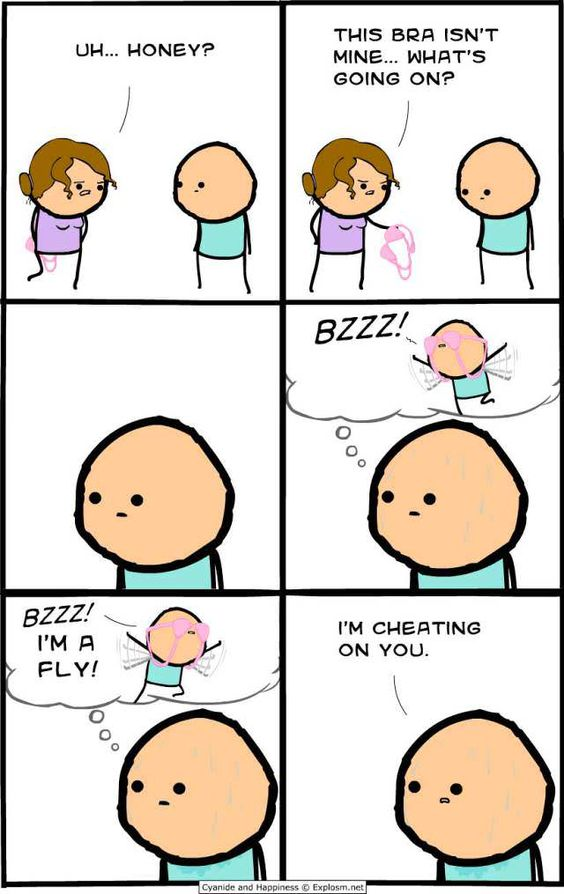 UH... HONEY?
THIS BRA ISN'T
MINE... WHAT'S
GOING ON?
BZZZ!
BZZZ!
I'M A
FLY!
I'M CHEATING
ON YOU.
Cyanide and Happiness © Explosm.net